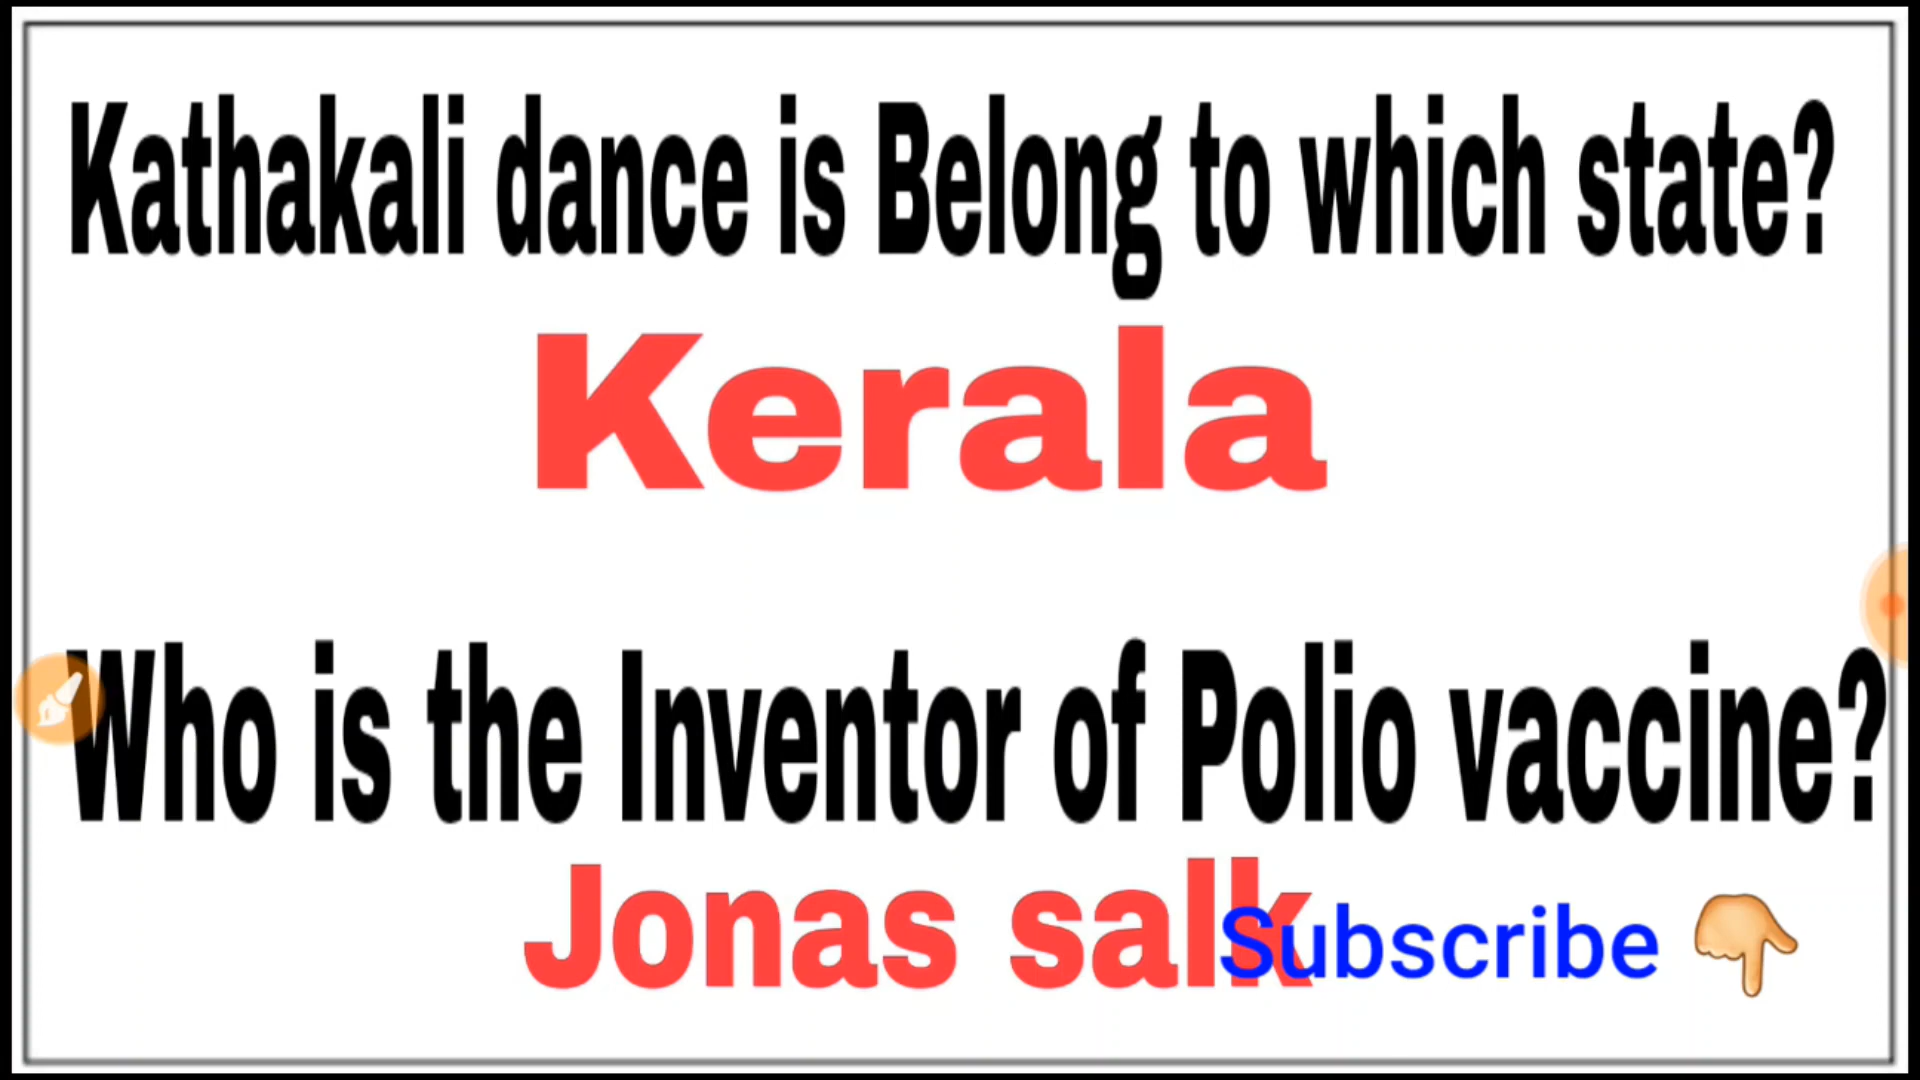 Kathakali dance is Belong to which state?
Kerala
Who is the Inventor of Polio vaccine?
Jonas salk
Subscribe